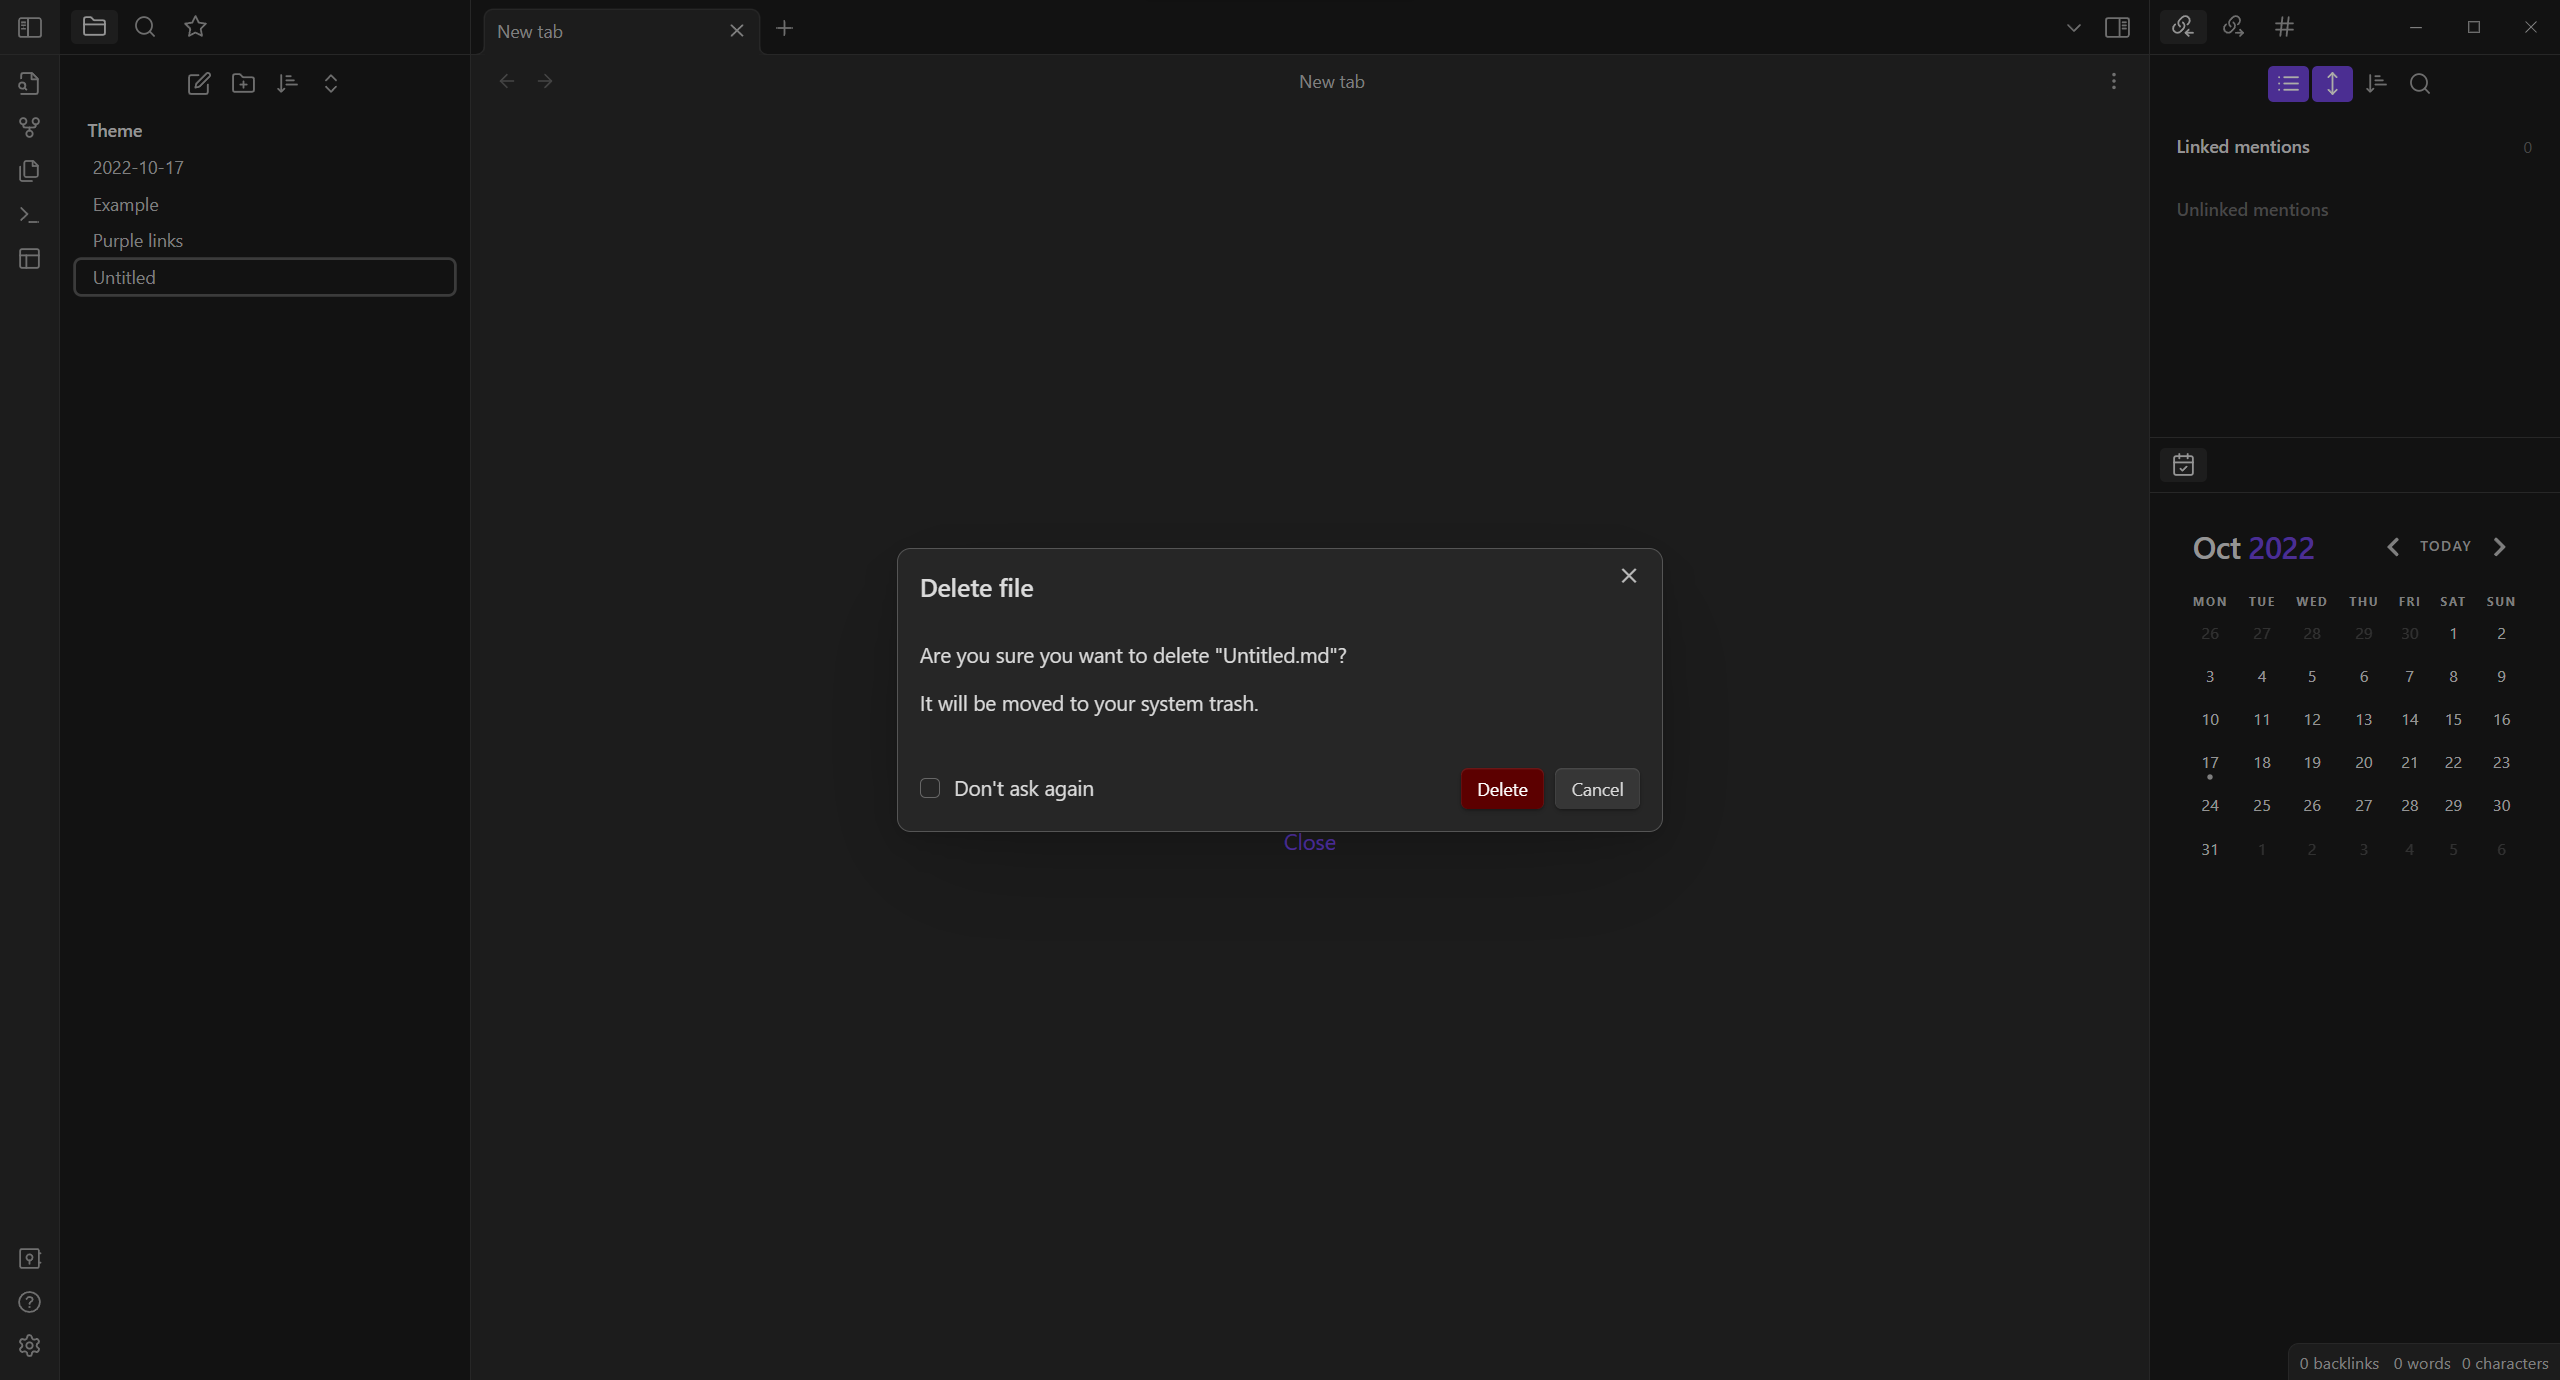 New tab
New tab
Theme
2022-10-17
Example
Purple links
Untitled
Delete file
Are you sure you want to delete "Untitled.md"?
It will be moved to your system trash.
Don't ask again
Delete
Cancel
Close
Linked mentions 0
Unlinked mentions
Oct 2022 TODAY
MON TUE WED THU FRI SAT SUN
26 27 28 29 30 1 2
3 4 5 6 7 8 9
10 11 12 13 14 15 16
17 18 19 20 21 22 23
24 25 26 27 28 29 30
31 1 2 3 4 5 6
0 backlinks 0 words 0 characters